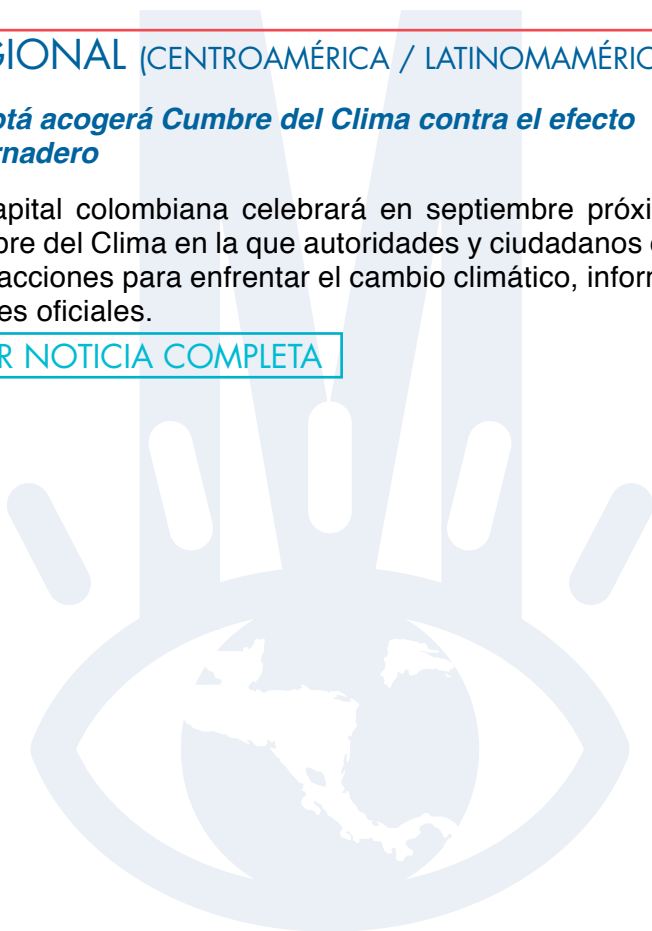 GIONAL (CENTROAMÉRICA / LATINOMAMÉRIC
otá acogerá Cumbre del Clima contra el efecto
rnadero
apital colombiana celebrará en septiembre próxi
bre del Clima en la que autoridades y ciudadanos
acciones para enfrentar el cambio climático, infor
es oficiales.
R NOTICIA COMPLETA